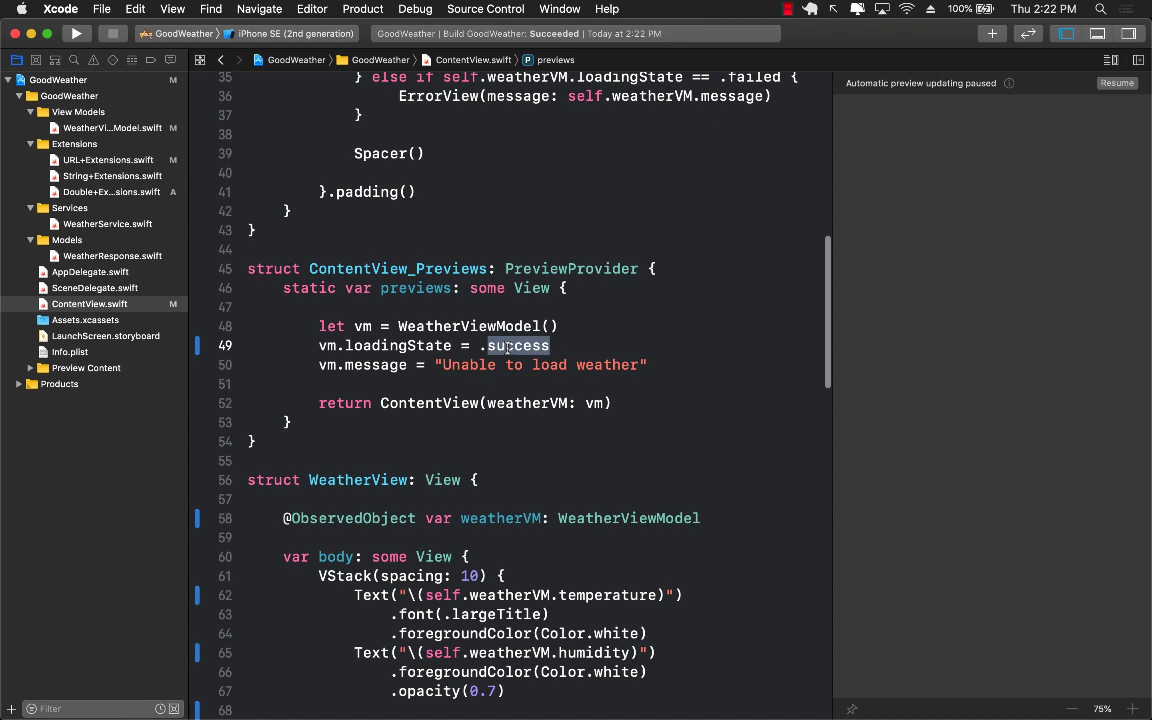 Xcode File Edit View Find Navigate Editor Product Debug Source Control Window Help 100% Thu 2:22 PM
GoodWeather iPhone SE (2nd generation) GoodWeather | Build GoodWeather: Succeeded | Today at 2:22 PM
GoodWeather GoodWeather ContentView.swift P previews
GoodWeather M
GoodWeather
View Models
WeatherVi...Model.swift M
Extensions
URL+Extensions.swift M
String+Extensions.swift
Double+Ex...sions.swift A
Services
WeatherService.swift
Models
WeatherResponse.swift
AppDelegate.swift
SceneDelegate.swift
ContentView.swift M
Assets.xcassets
LaunchScreen.storyboard
Info.plist
Preview Content
Products
Filter
35 } else if self.weatherVM.loadingState == .failed {
36 ErrorView(message: self.weatherVM.message)
37 }
38
39 Spacer()
40
41 }.padding()
42 }
43 }
44
45 struct ContentView_Previews: PreviewProvider {
46 static var previews: some View {
47
48 let vm = WeatherViewModel()
49 vm.loadingState = .success
50 vm.message = "Unable to load weather"
51
52 return ContentView(weatherVM: vm)
53 }
54 }
55
56 struct WeatherView: View {
57
58 @ObservedObject var weatherVM: WeatherViewModel
59
60 var body: some View {
61 VStack(spacing: 10) {
62 Text("\(self.weatherVM.temperature)")
63 .font(.largeTitle)
64 .foregroundColor(Color.white)
65 Text("\(self.weatherVM.humidity)")
66 .foregroundColor(Color.white)
67 .opacity(0.7)
68
Automatic preview updating paused Resume
75%